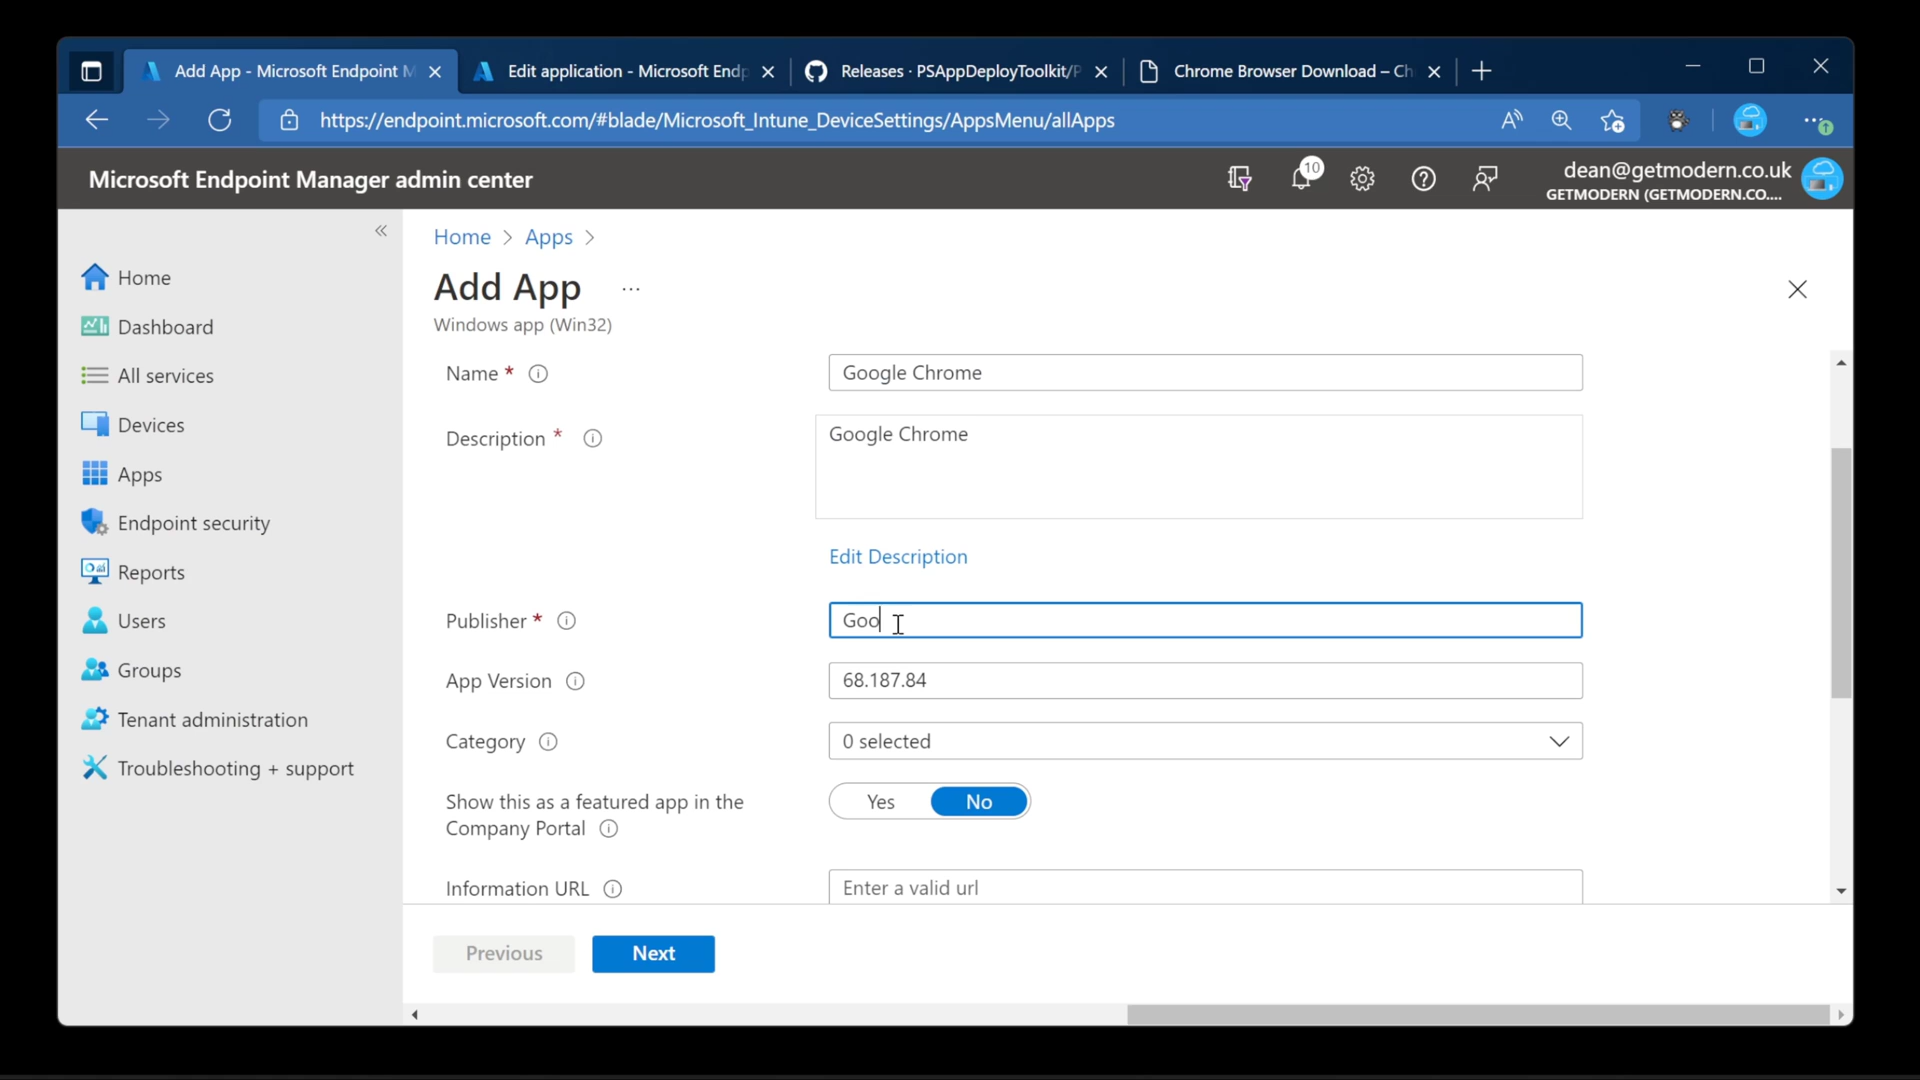 Add App - Microsoft Endpoint M
Edit application - Microsoft Endp
Releases · PSAppDeployToolkit/P
Chrome Browser Download – Ch
https://endpoint.microsoft.com/#blade/Microsoft_Intune_DeviceSettings/AppsMenu/allApps
Microsoft Endpoint Manager admin center
10
dean@getmodern.co.uk
GETMODERN (GETMODERN.CO....
Home
Dashboard
All services
Devices
Apps
Endpoint security
Reports
Users
Groups
Tenant administration
Troubleshooting + support
Home > Apps >
Add App ...
Windows app (Win32)
Name * Google Chrome
Description * Google Chrome
Edit Description
Publisher * Goo
App Version 68.187.84
Category 0 selected
Show this as a featured app in the
Company Portal
Yes No
Information URL Enter a valid url
Previous Next